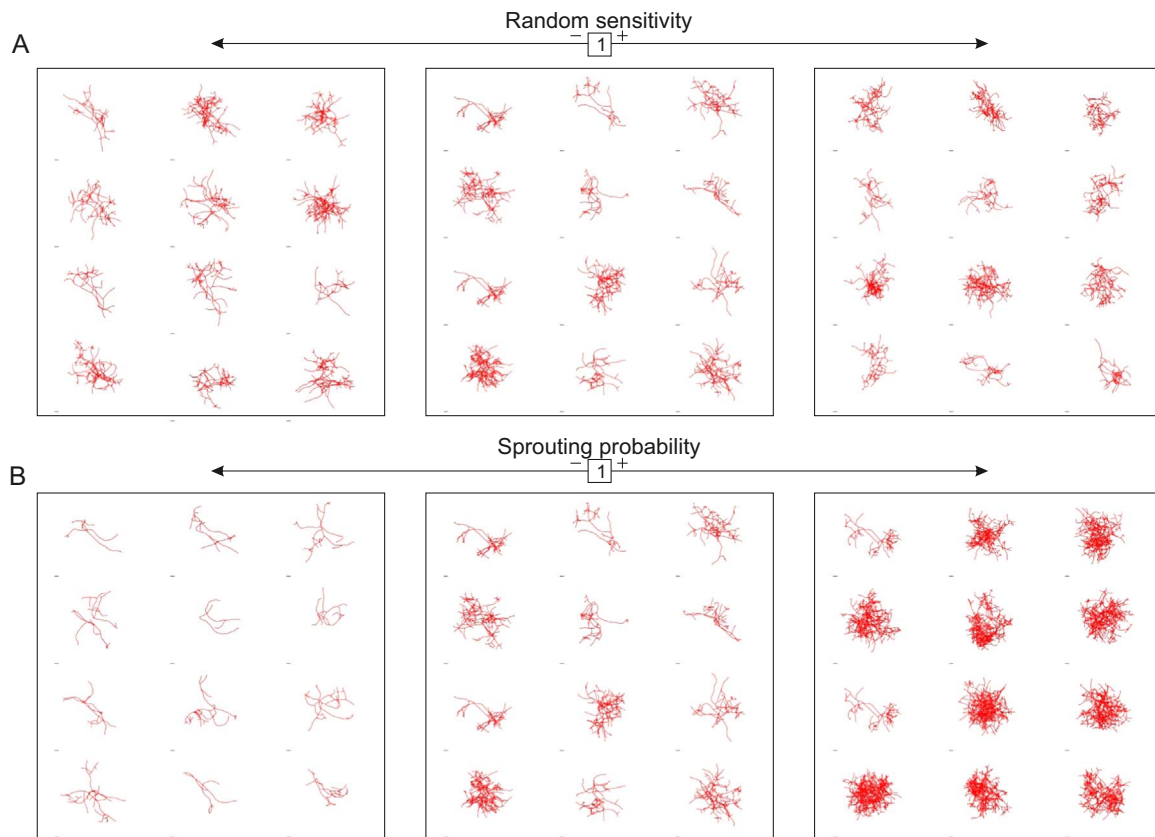 Random sensitivity
A
− 1 +
Sprouting probability
B
− 1 +